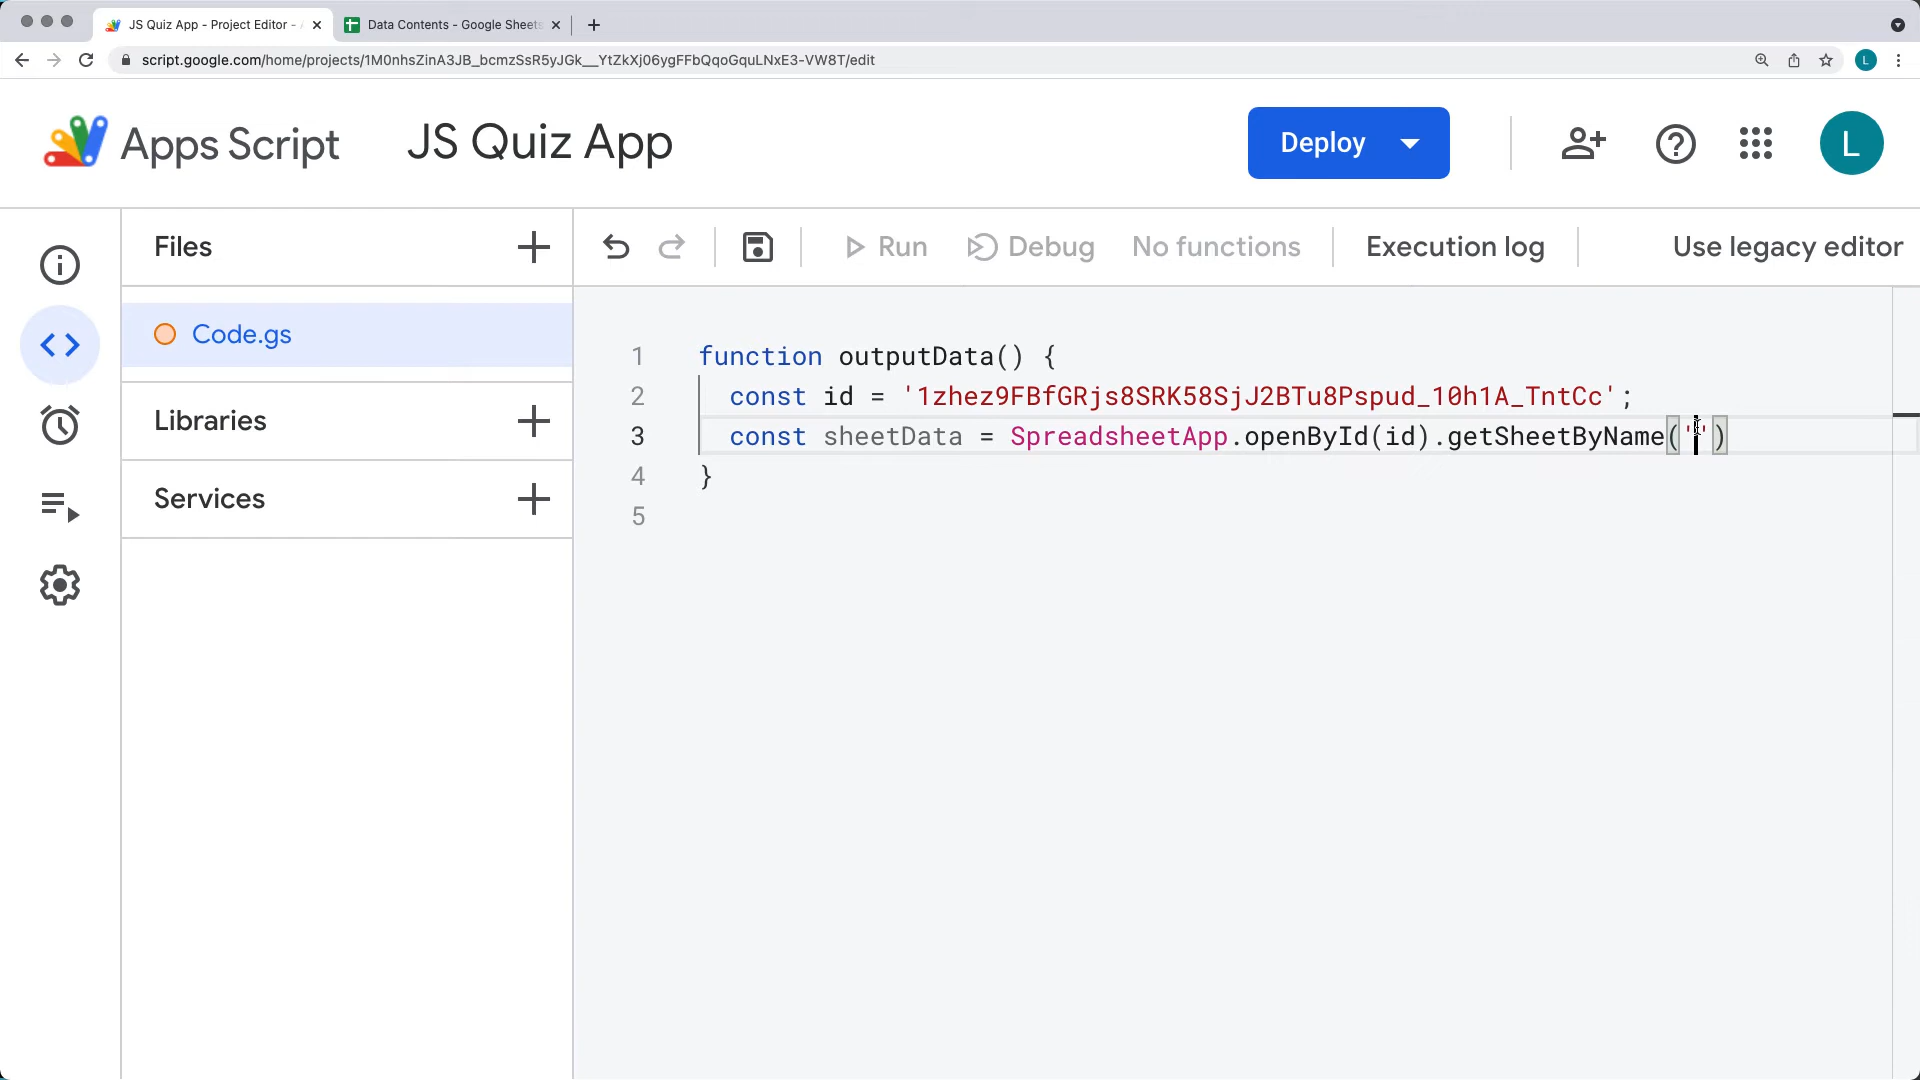 JS Quiz App - Project Editor -
Data Contents - Google Sheets
script.google.com/home/projects/1M0nhsZinA3JB_bcmzSsR5yJGk__YtZkXj06ygFFbQqoGquLNxE3-VW8T/edit
L
Apps Script
JS Quiz App
Deploy
L
Files
Run
Debug
No functions
Execution log
Use legacy editor
Code.gs
Libraries
Services
1 function outputData() {
2 const id = '1zhez9FBfGRjs8SRK58SjJ2BTu8Pspud_10h1A_TntCc';
3 const sheetData = SpreadsheetApp.openById(id).getSheetByName('')
4 }
5